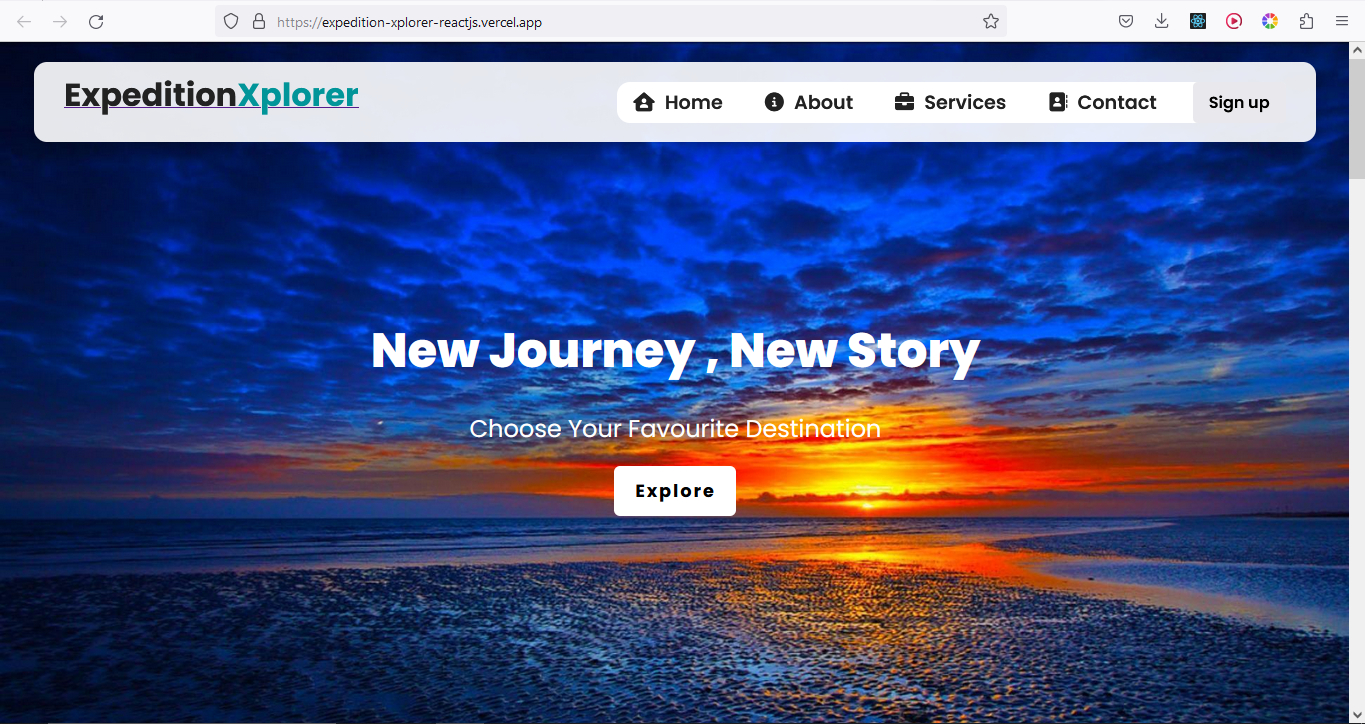 https://expedition-xplorer-reactjs.vercel.app
ExpeditionXplorer
Home About Services Contact Sign up
New Journey , New Story
Choose Your Favourite Destination
Explore